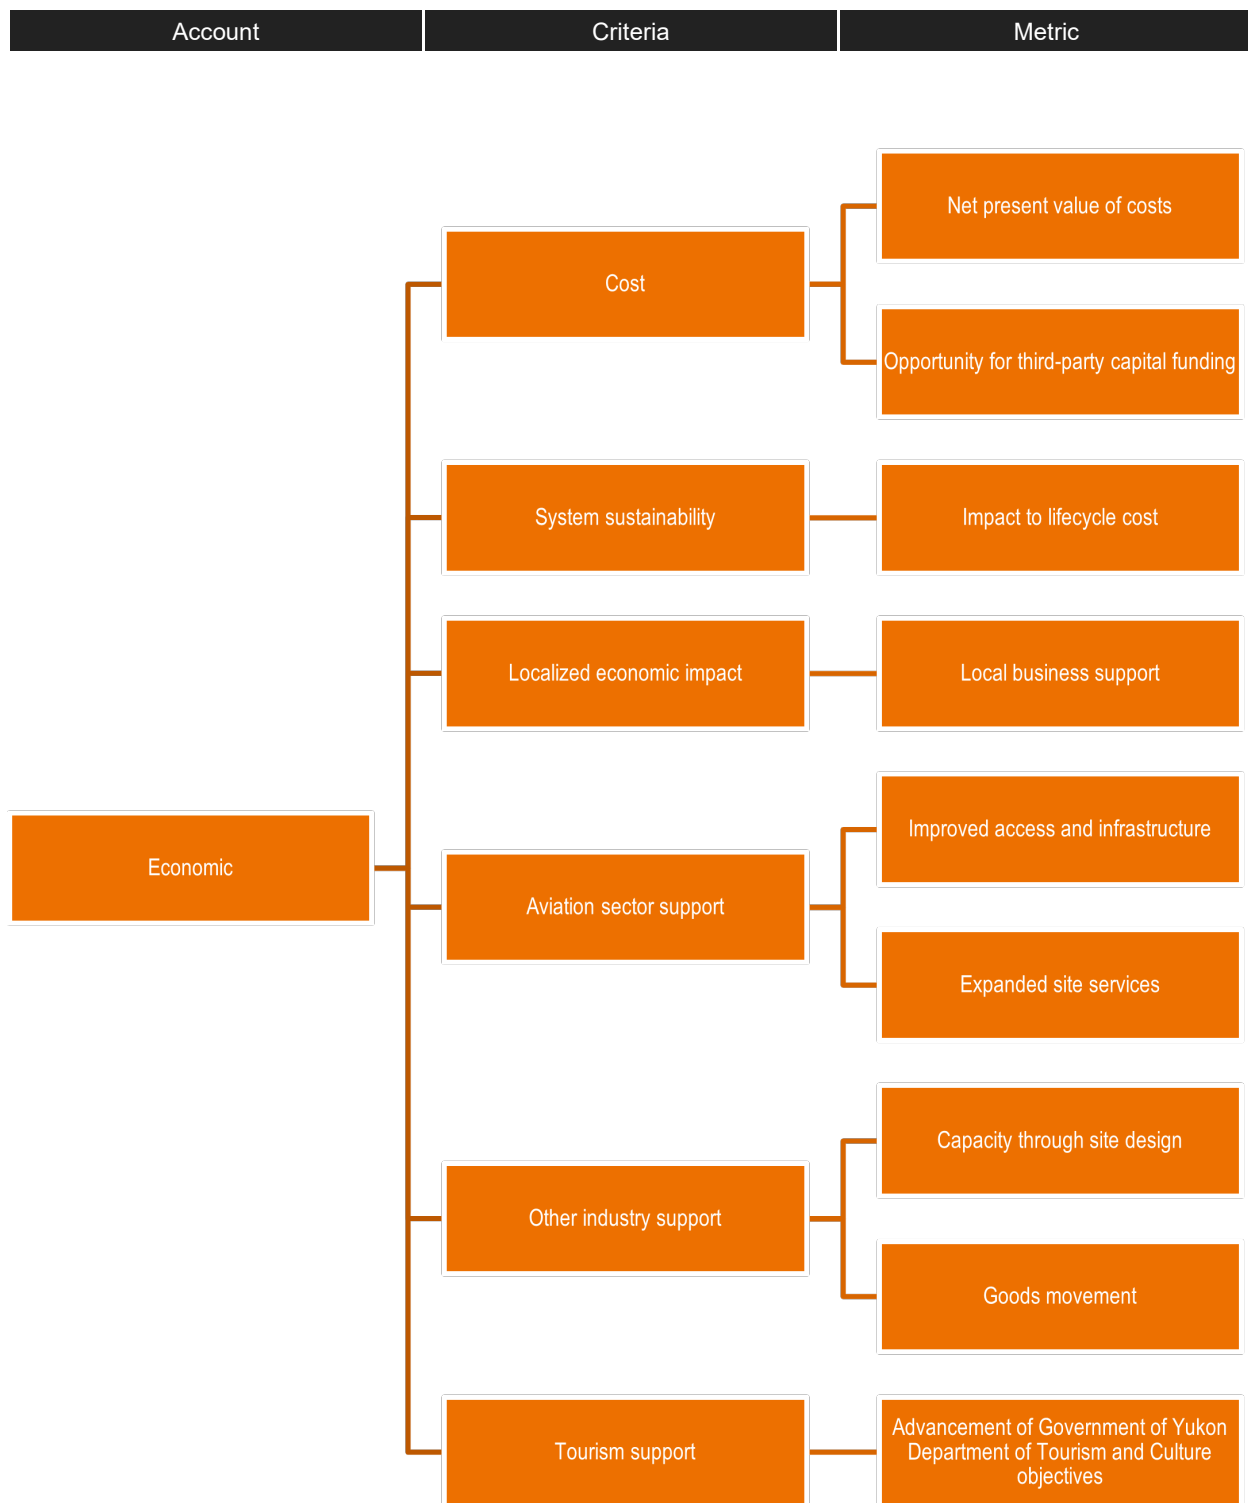 Account
Criteria
Metric
Net present value of costs
Cost
Opportunity for third-party capital funding
System sustainability
Impact to lifecycle cost
Localized economic impact
Local business support
Improved access and infrastructure
Economic
Aviation sector support
Expanded site services
Capacity through site design
Other industry support
Goods movement
Tourism support
Advancement of Government of Yukon
Department of Tourism and Culture
objectives